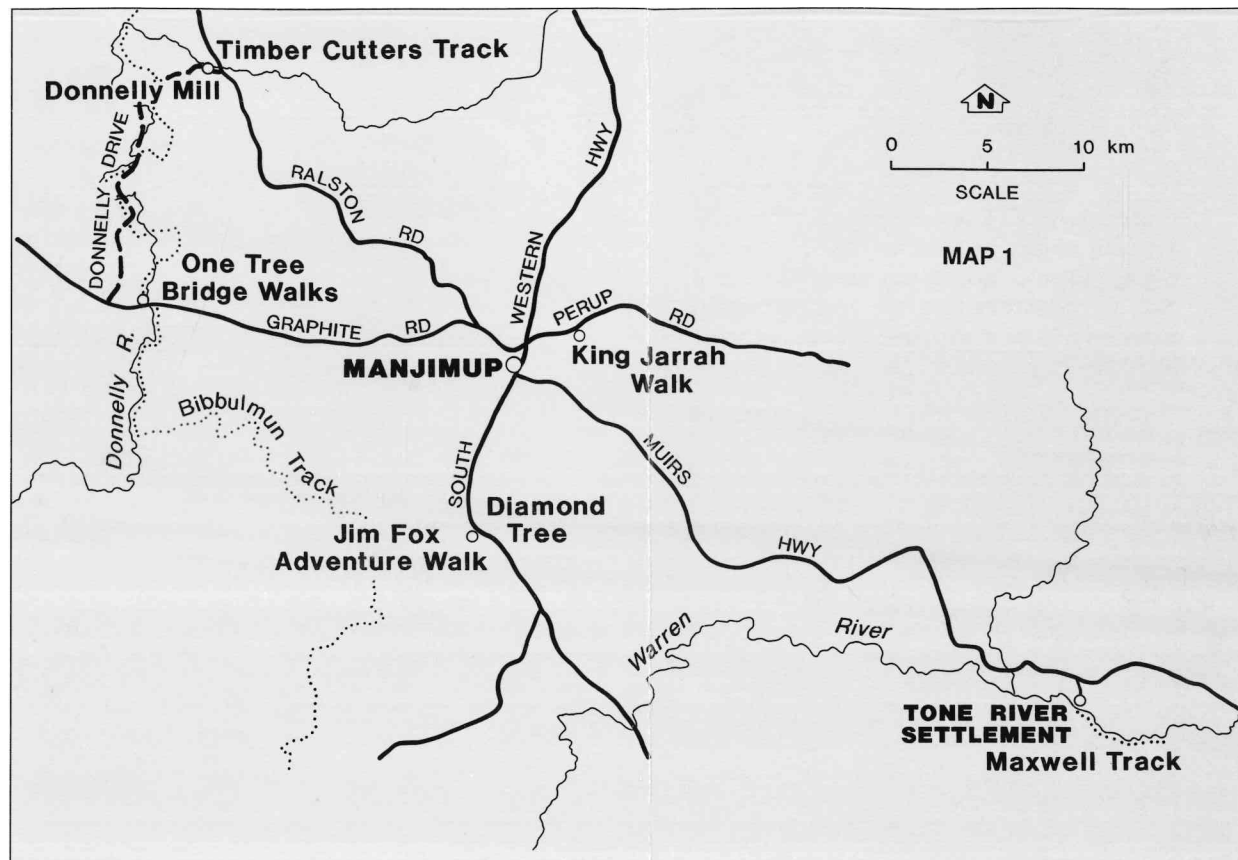 Timber Cutters Track
Donnelly Mill
DONNELLY DRIVE
RALSTON RD
WESTERN HWY
N
0 5 10 km
SCALE
MAP 1
One Tree
Bridge Walks
GRAPHITE RD
PERUP RD
King Jarrah
Walk
MANJIMUP
Donnelly R.
Bibbulmun Track
SOUTH
MUIRS HWY
Diamond
Tree
Jim Fox
Adventure Walk
Warren River
TONE RIVER
SETTLEMENT
Maxwell Track